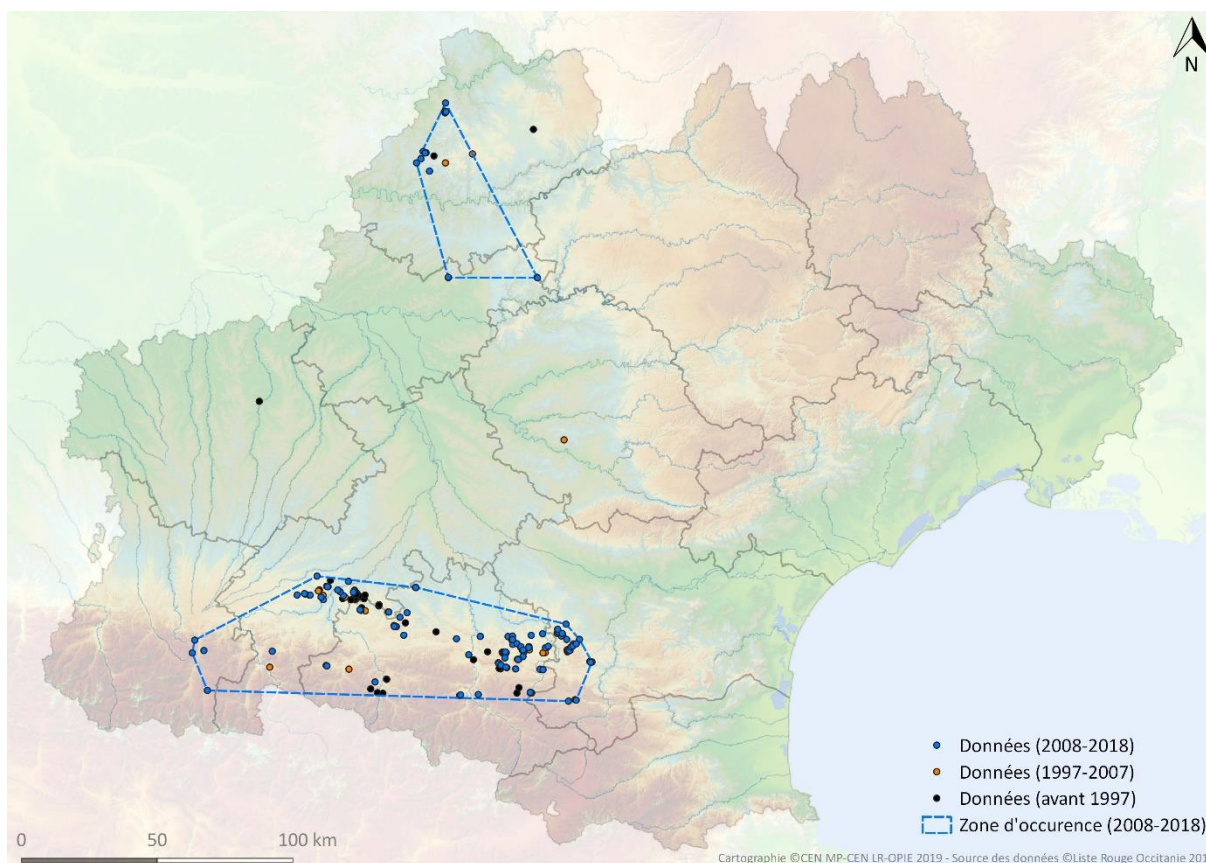 N
Données (2008-2018)
Données (1997-2007)
Données (avant 1997)
Zone d'occurence (2008-2018)
0 50 100 km
Cartographie ©CEN MP-CEN LR-OPIE 2019 - Source des données ©Liste Rouge Occitanie 201